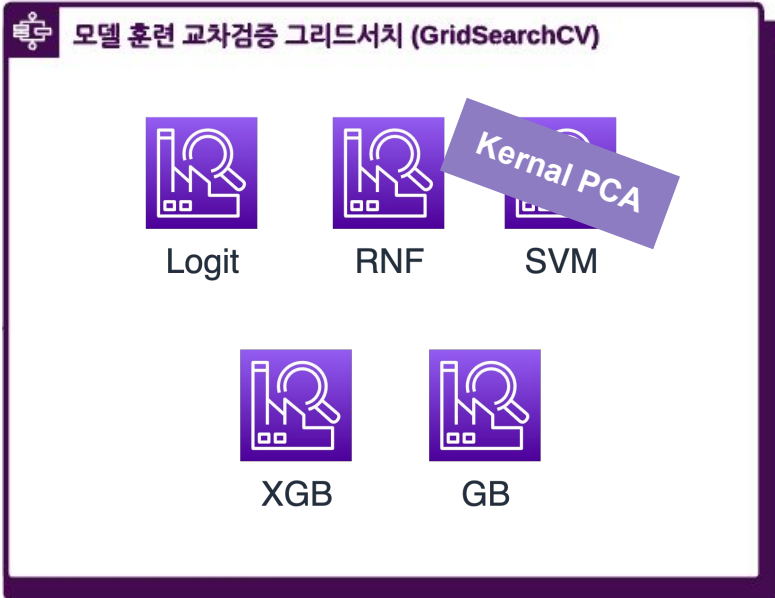 모델 훈련 교차검증 그리드서치 (GridSearchCV)
Kernal PCA
Logit
RNF
SVM
XGB
GB